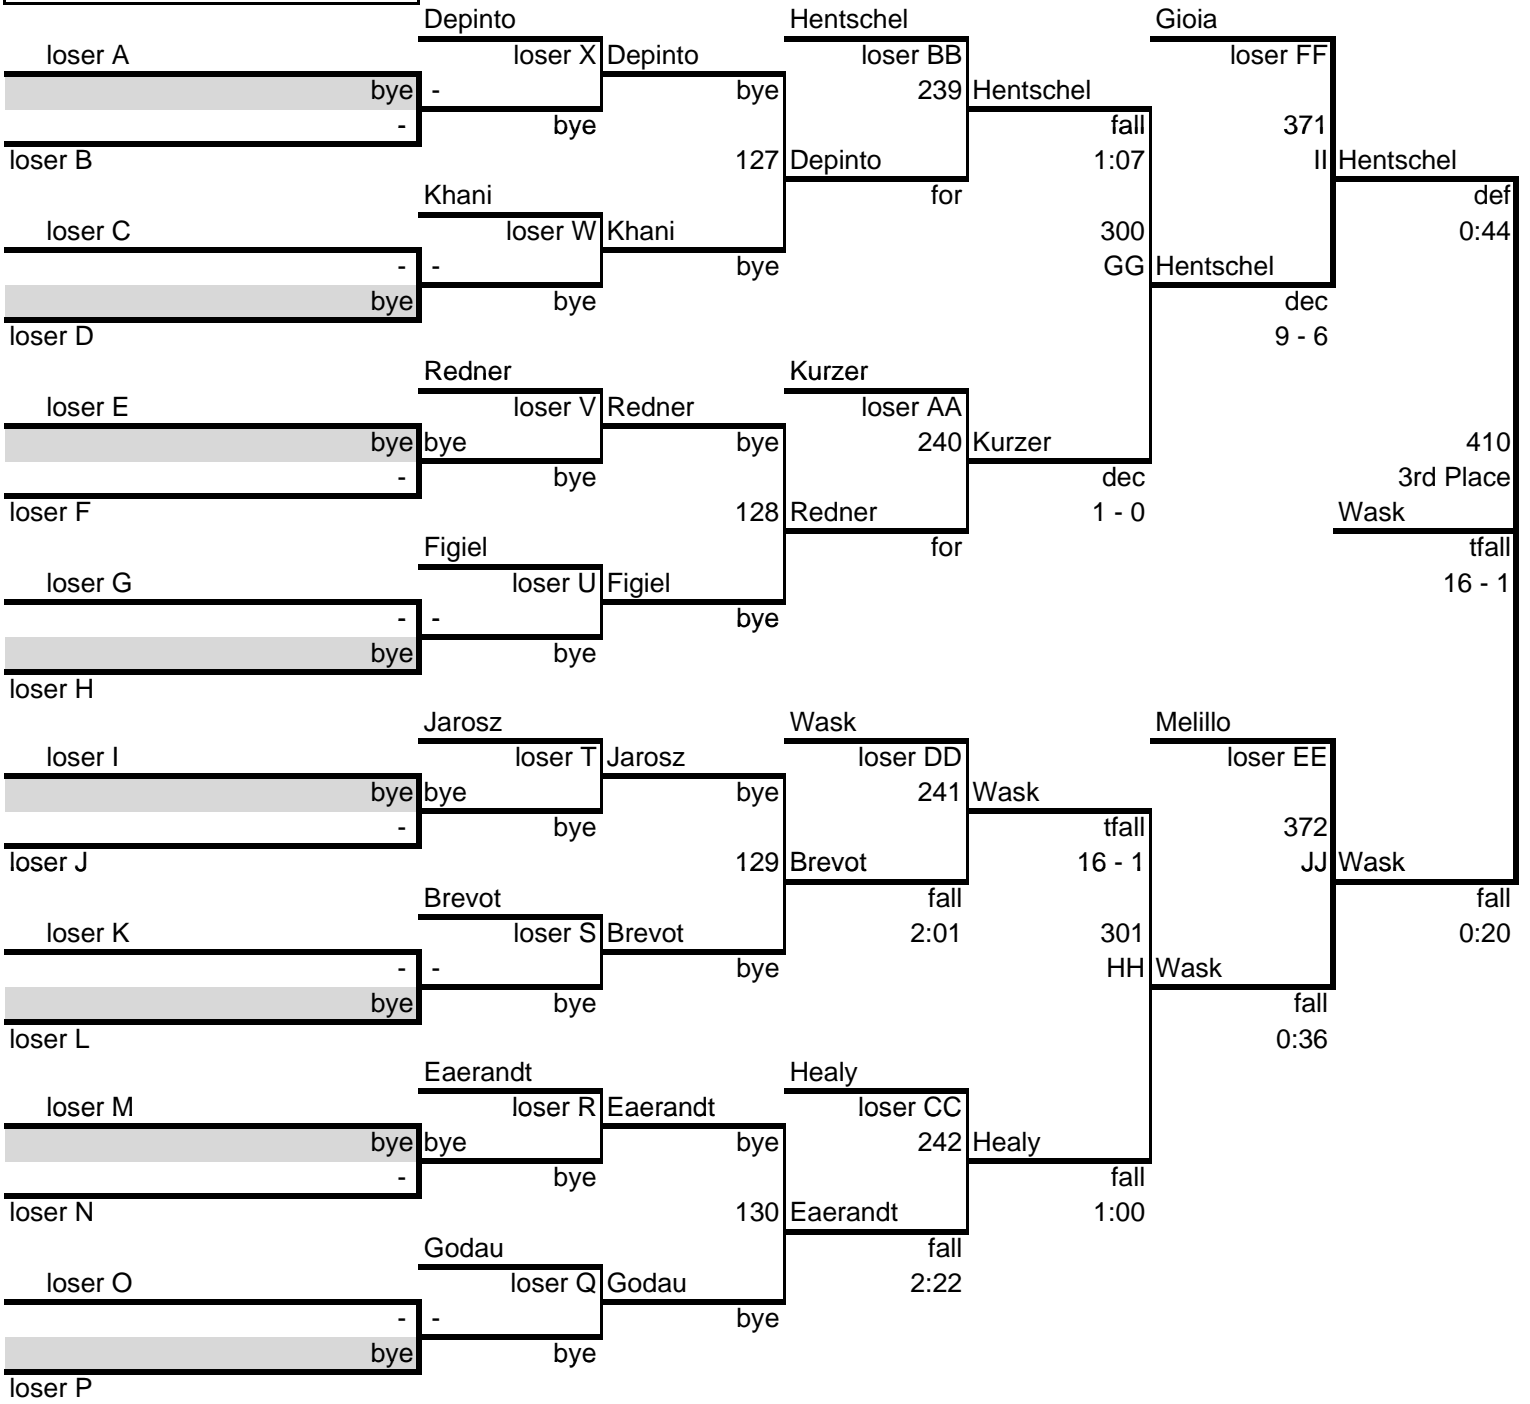 Depinto Hentschel Gioia
loser A loser X Depinto loser BB loser FF
bye - bye 239 Hentschel
- bye fall 371
loser B 127 Depinto 1:07 II Hentschel
Khani for def
loser C loser W Khani 300 0:44
- - bye GG Hentschel
bye bye dec
loser D 9 - 6
Redner Kurzer
loser E loser V Redner loser AA
bye bye bye 240 Kurzer 410
- bye dec 3rd Place
loser F 128 Redner 1 - 0 Wask
Figiel for tfall
loser G loser U Figiel 16 - 1
- - bye
bye bye
loser H
Jarosz Wask Melillo
loser I loser T Jarosz loser DD loser EE
bye bye bye 241 Wask
- bye tfall 372
loser J 129 Brevot 16 - 1 JJ Wask
Brevot fall fall
loser K loser S Brevot 2:01 301 0:20
- - bye HH Wask
bye bye fall
loser L 0:36
Eaerandt Healy
loser M loser R Eaerandt loser CC
bye bye bye 242 Healy
- bye fall
loser N 130 Eaerandt 1:00
Godau fall
loser O loser Q Godau 2:22
- - bye
bye bye
loser P